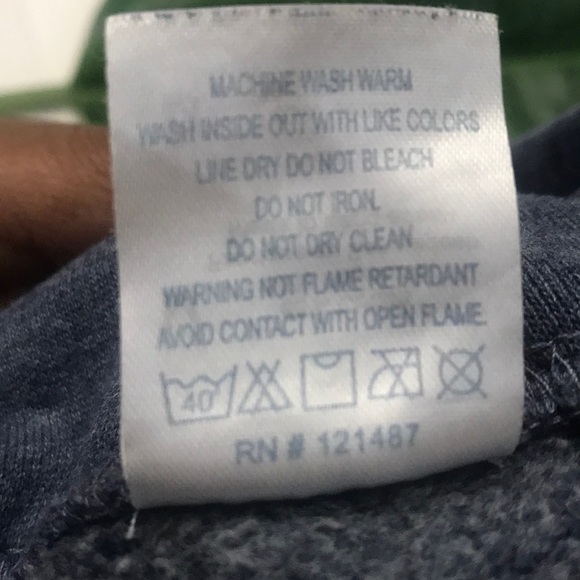 MACHINE WASH WARM
WASH INSIDE OUT WITH LIKE COLORS
LINE DRY DO NOT BLEACH
DO NOT IRON.
DO NOT DRY CLEAN
WARNING NOT FLAME RETARDANT
AVOID CONTACT WITH OPEN FLAME.
40
RN # 121487